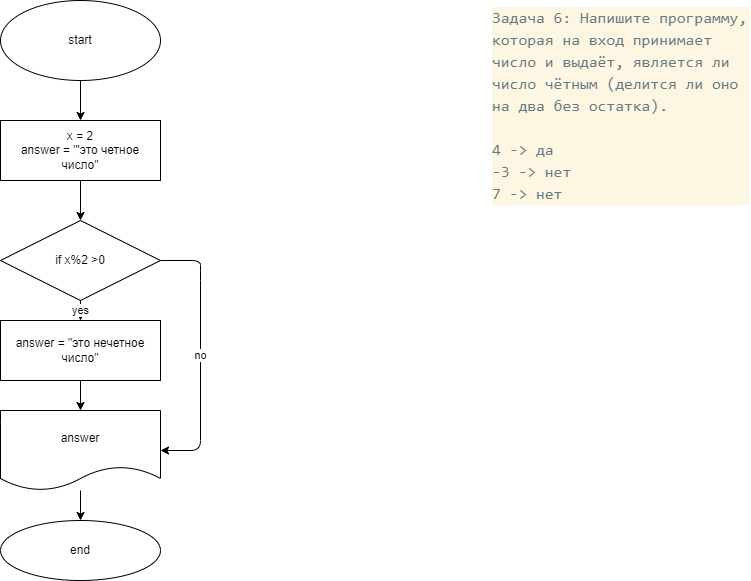 start
x = 2
answer = '"это четное
число"
if x%2 >0
yes
answer = "это нечетное
число"
no
answer
end
Задача 6: Напишите программу,
которая на вход принимает
число и выдаёт, является ли
число чётным (делится ли оно
на два без остатка).
4 -> да
-3 -> нет
7 -> нет